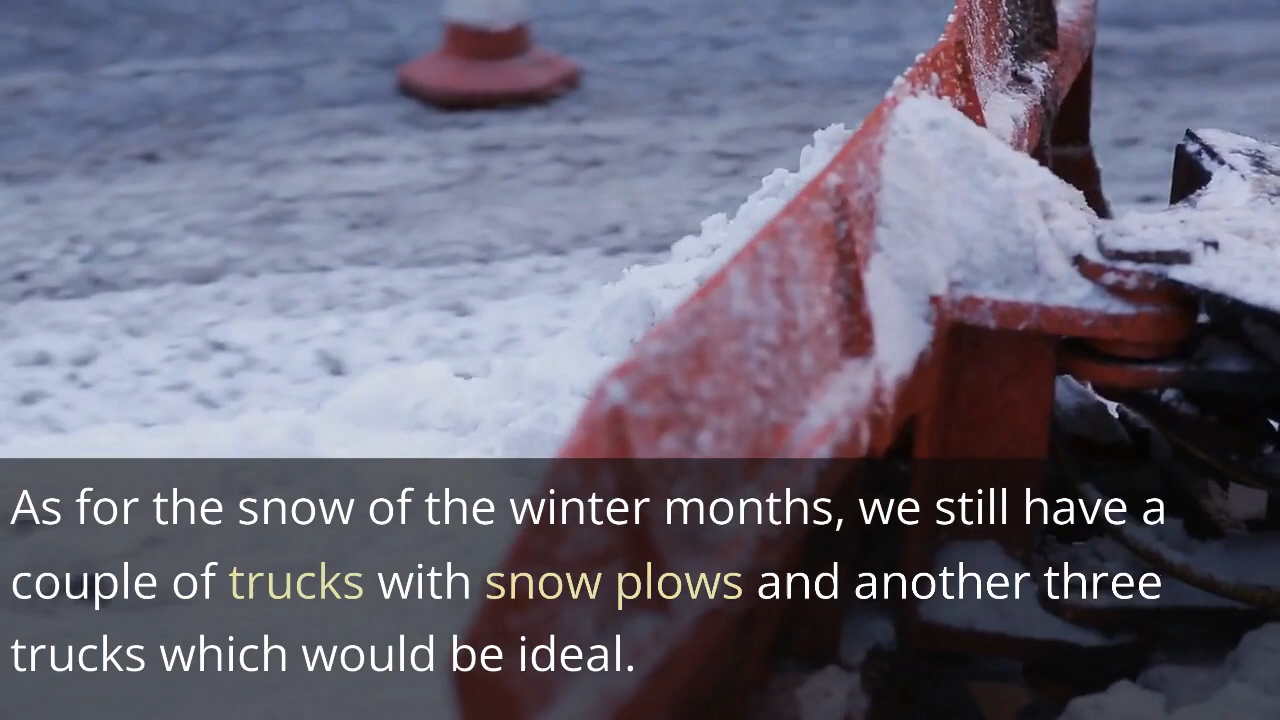 As for the snow of the winter months, we still have a
couple of trucks with snow plows and another three
trucks which would be ideal.